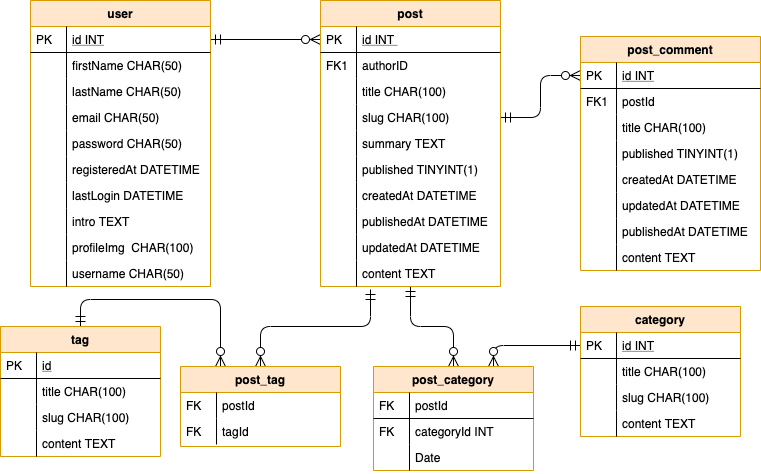 user
PK id INT
firstName CHAR(50)
lastName CHAR(50)
email CHAR(50)
password CHAR(50)
registeredAt DATETIME
lastLogin DATETIME
intro TEXT
profileImg CHAR(100)
username CHAR(50)
post
PK id INT
FK1 authorID
title CHAR(100)
slug CHAR(100)
summary TEXT
published TINYINT(1)
createdAt DATETIME
publishedAt DATETIME
updatedAt DATETIME
content TEXT
post_comment
PK id INT
FK1 postId
title CHAR(100)
published TINYINT(1)
createdAt DATETIME
updatedAt DATETIME
publishedAt DATETIME
content TEXT
tag
PK id
title CHAR(100)
slug CHAR(100)
content TEXT
post_tag
FK postId
FK tagId
post_category
FK postId
FK categoryId INT
Date
category
PK id INT
title CHAR(100)
slug CHAR(100)
content TEXT